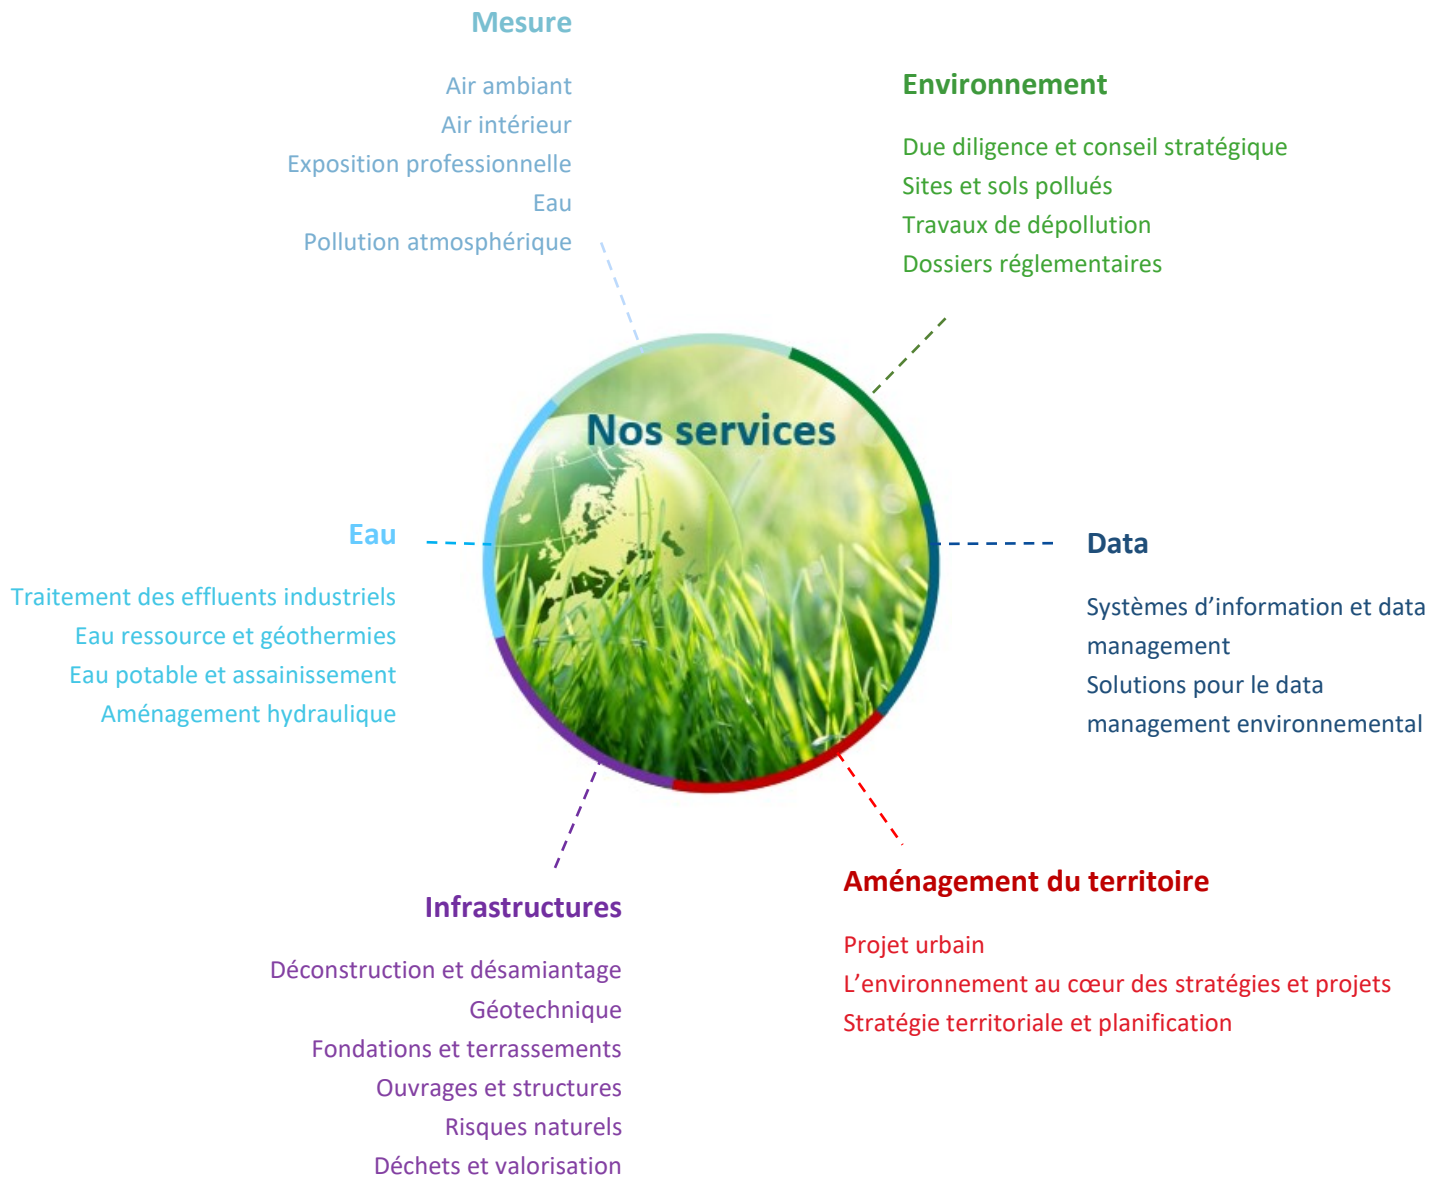 Mesure
Air ambiant
Air intérieur
Exposition professionnelle
Eau
Pollution atmosphérique
Environnement
Due diligence et conseil stratégique
Sites et sols pollués
Travaux de dépollution
Dossiers réglementaires
Nos services
Eau
Traitement des effluents industriels
Eau ressource et géothermies
Eau potable et assainissement
Aménagement hydraulique
Data
Systèmes d’information et data
management
Solutions pour le data
management environnemental
Infrastructures
Déconstruction et désamiantage
Géotechnique
Fondations et terrassements
Ouvrages et structures
Risques naturels
Déchets et valorisation
Aménagement du territoire
Projet urbain
L’environnement au cœur des stratégies et projets
Stratégie territoriale et planification